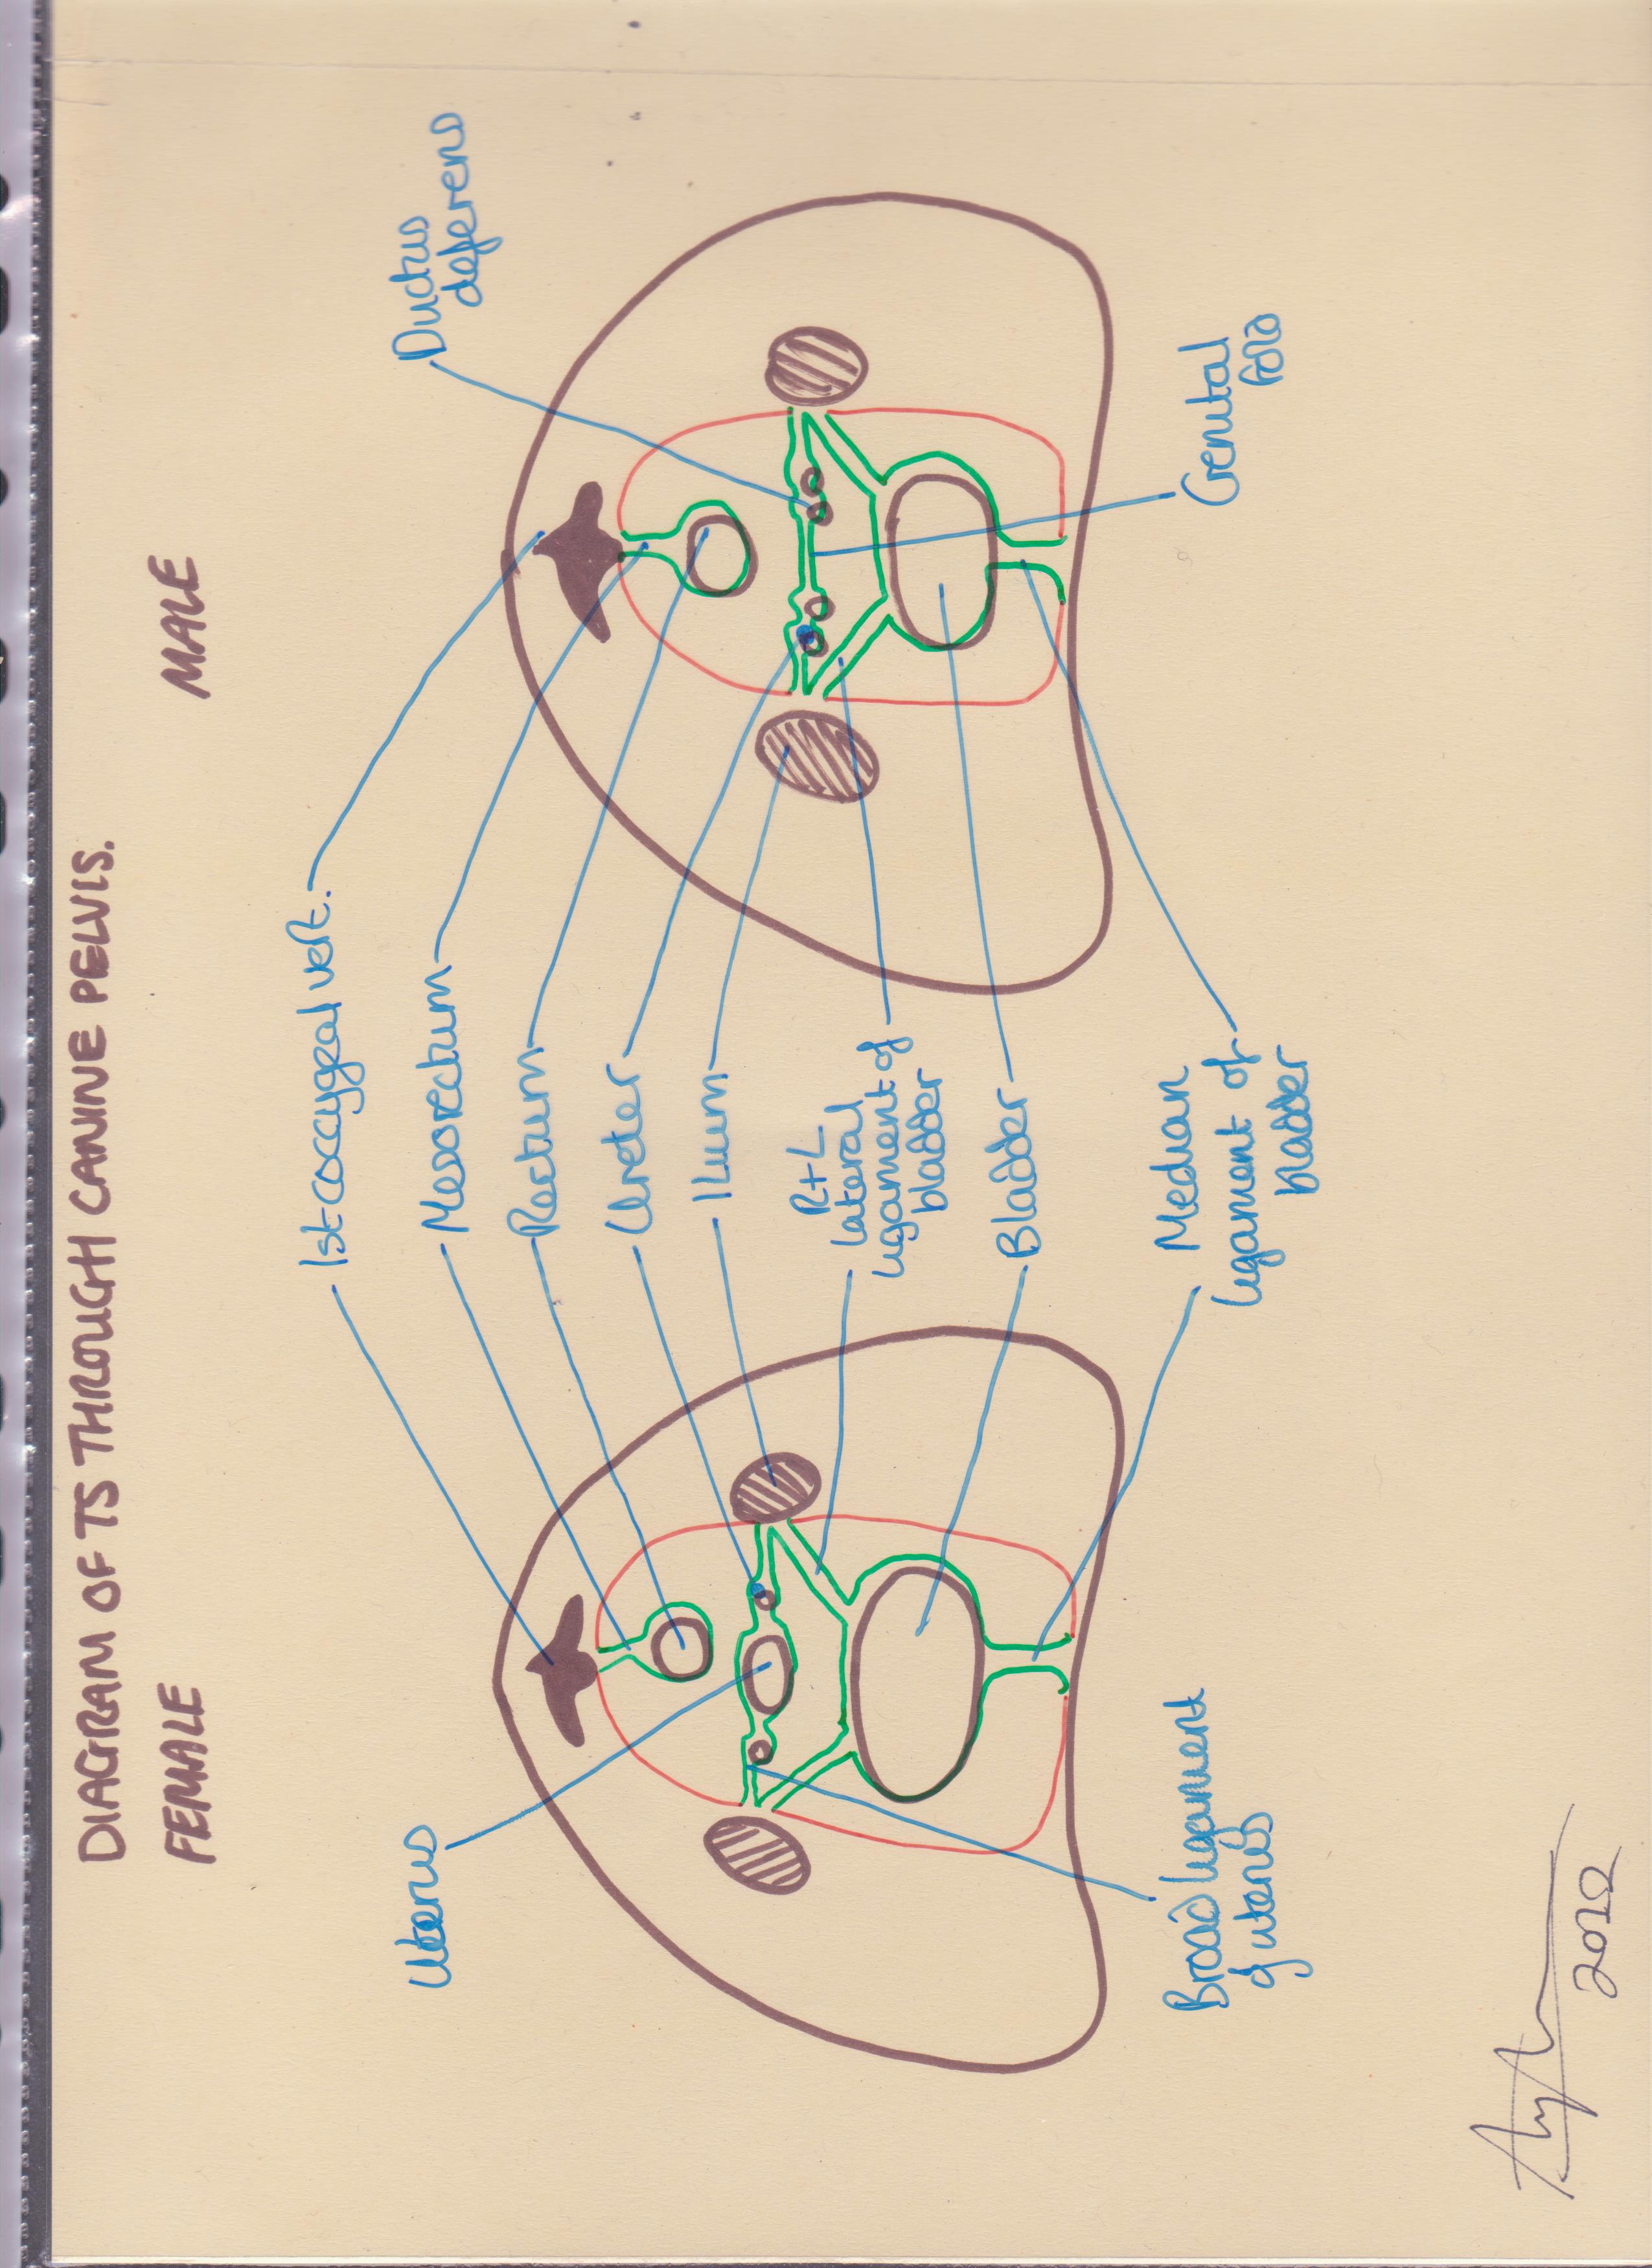 DIAGRAM OF TS THROUGH CANINE PELVIS.
FEMALE
MALE
1st coccygeal vert.
Mesorectum
Rectum
Ureter
Ilium
R+L
lateral
ligament of
bladder
Bladder
Median
ligament of
bladder
Uterus
Broad ligament
of uterus
Ductus
deferens
Genital
fold
2022